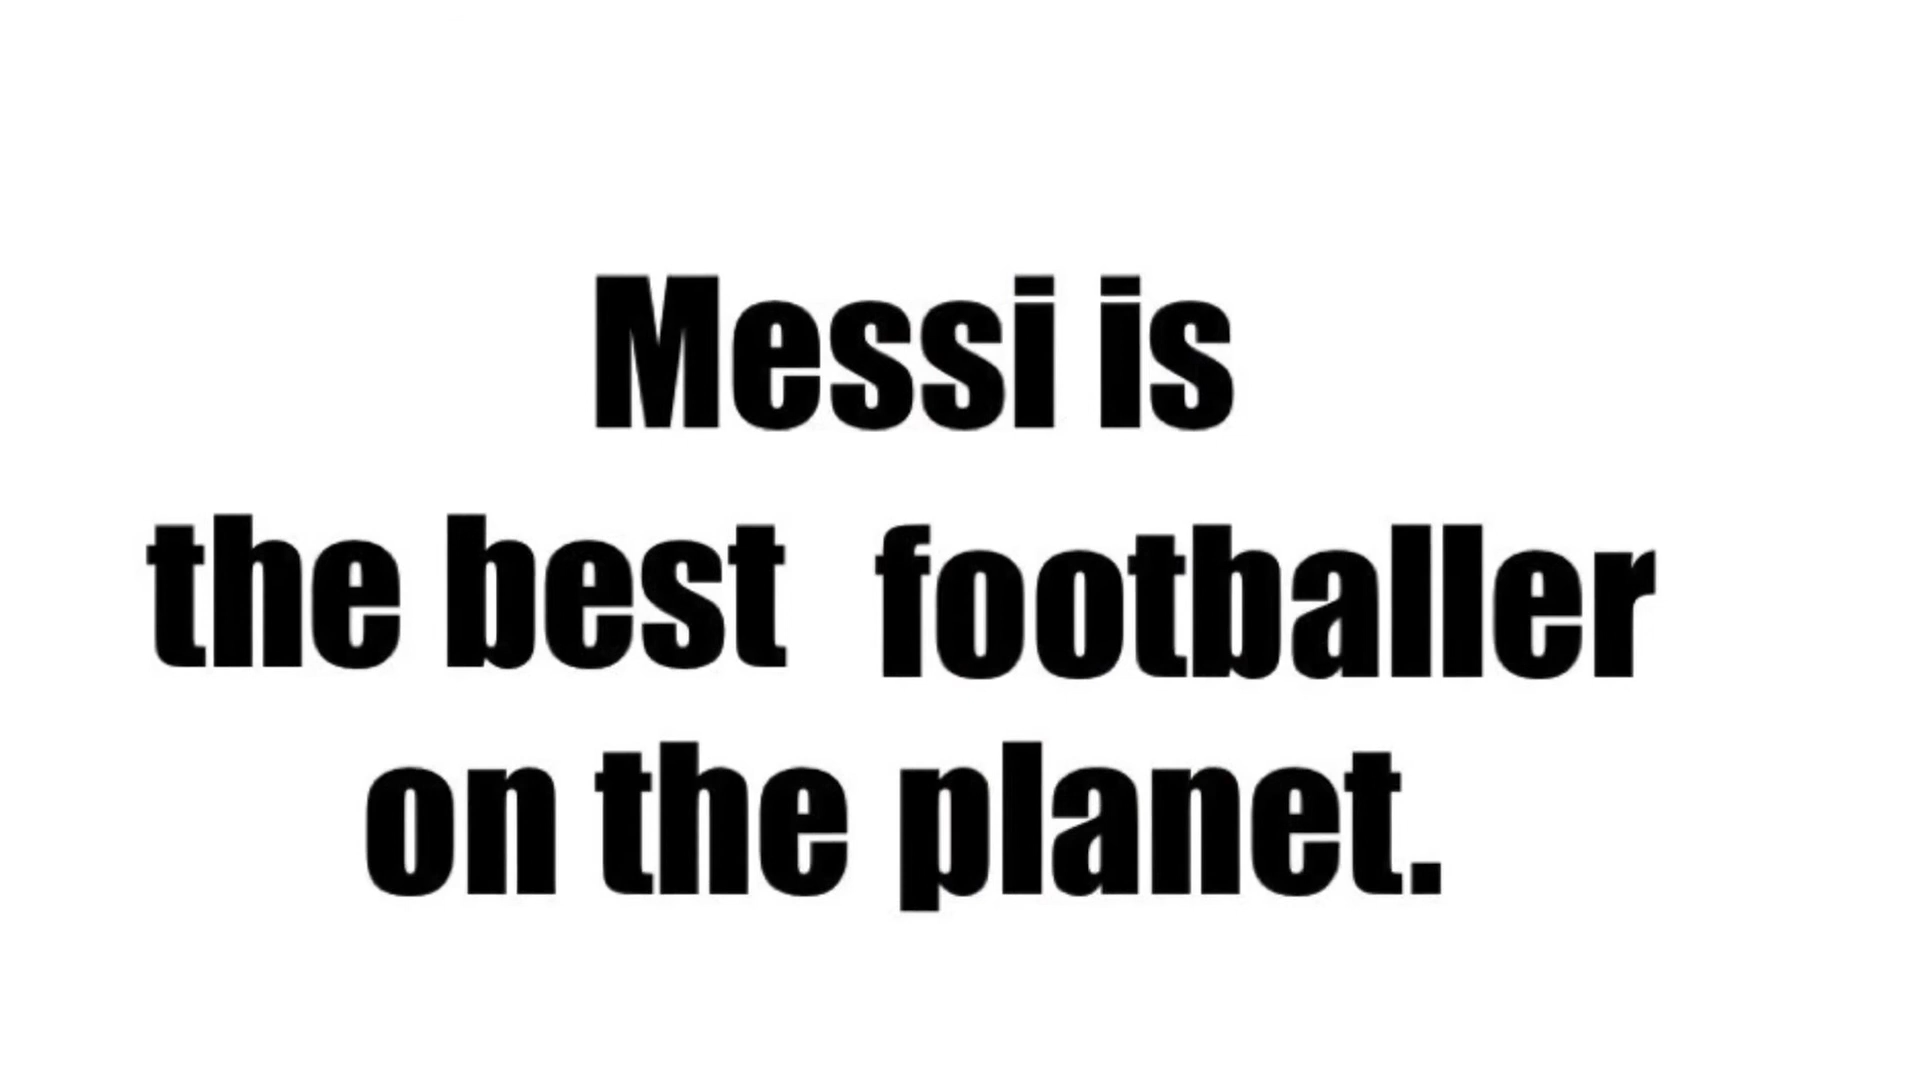 Messi is
the best footballer
on the planet.